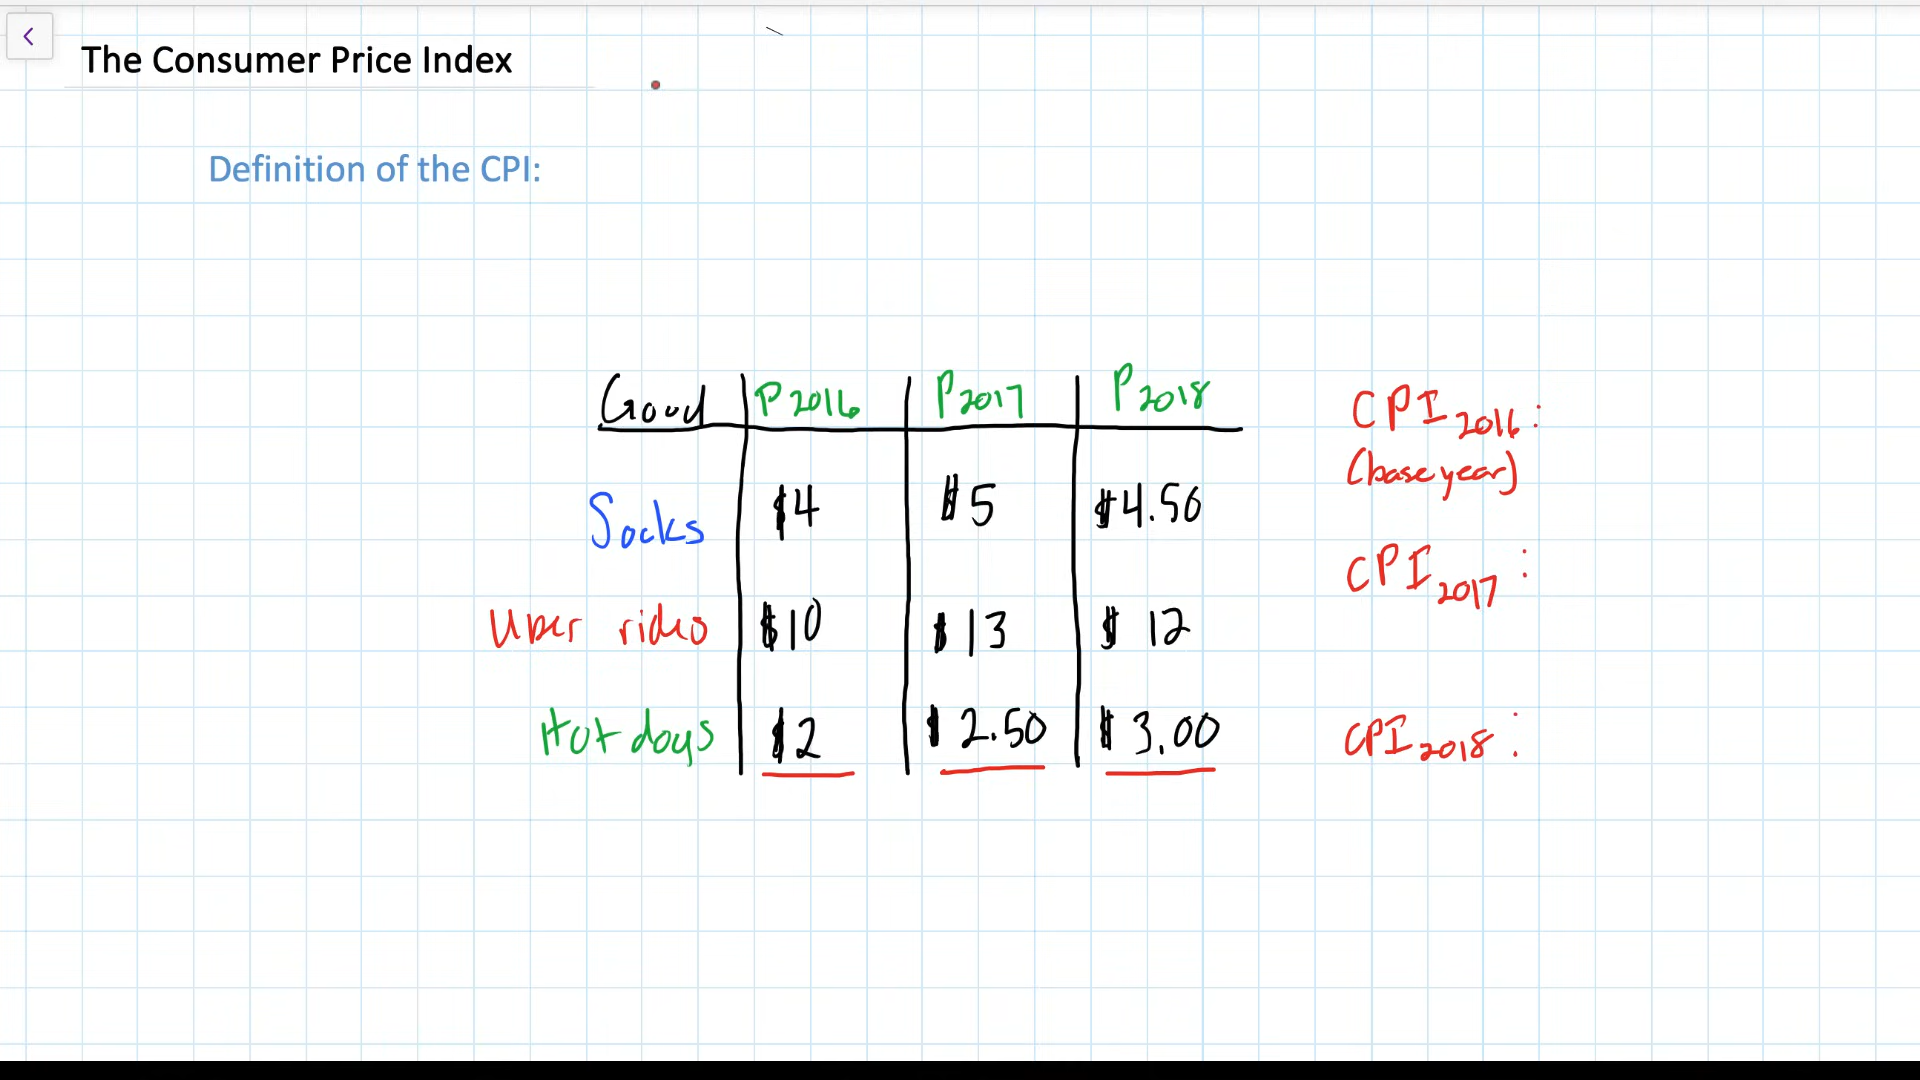 The Consumer Price Index
Definition of the CPI:
Good P2016 P2017 P2018
Socks $4 $5 $4.50
Uber rides $10 $13 $12
Hot dogs $2 $2.50 $3.00
CPI2016:
(base year)
CPI2017:
CPI2018: